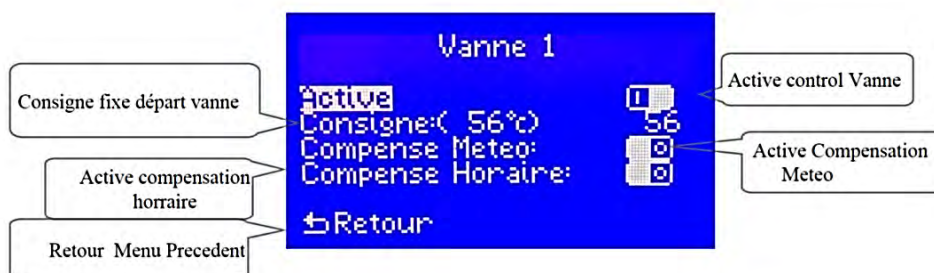 Vanne 1
Active
Consigne:( 56°c) 56
Compense Meteo:
Compense Horaire:
Retour
Consigne fixe départ vanne
Active compensation
horraire
Retour Menu Precedent
Active control Vanne
Active Compensation
Meteo